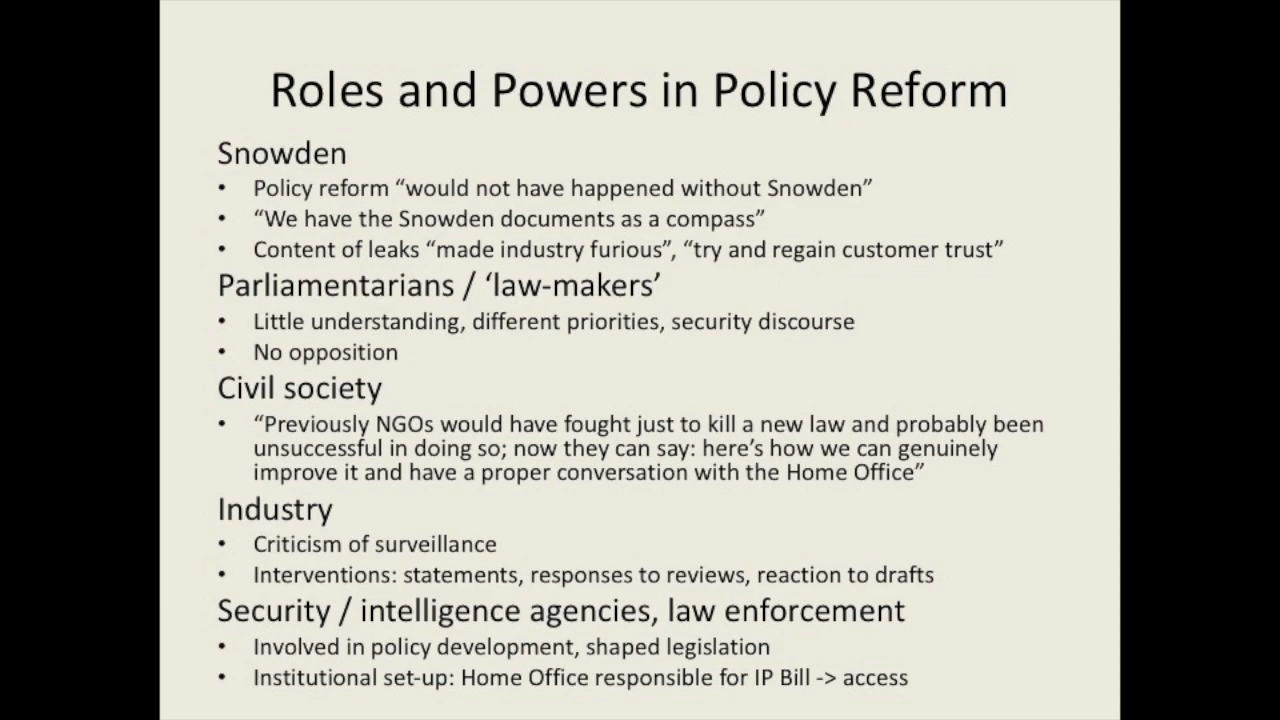 Roles and Powers in Policy Reform
Snowden
• Policy reform “would not have happened without Snowden”
• “We have the Snowden documents as a compass”
• Content of leaks “made industry furious”, “try and regain customer trust”
Parliamentarians / ‘law-makers’
• Little understanding, different priorities, security discourse
• No opposition
Civil society
• “Previously NGOs would have fought just to kill a new law and probably been
unsuccessful in doing so; now they can say: here’s how we can genuinely
improve it and have a proper conversation with the Home Office”
Industry
• Criticism of surveillance
• Interventions: statements, responses to reviews, reaction to drafts
Security / intelligence agencies, law enforcement
• Involved in policy development, shaped legislation
• Institutional set-up: Home Office responsible for IP Bill -> access